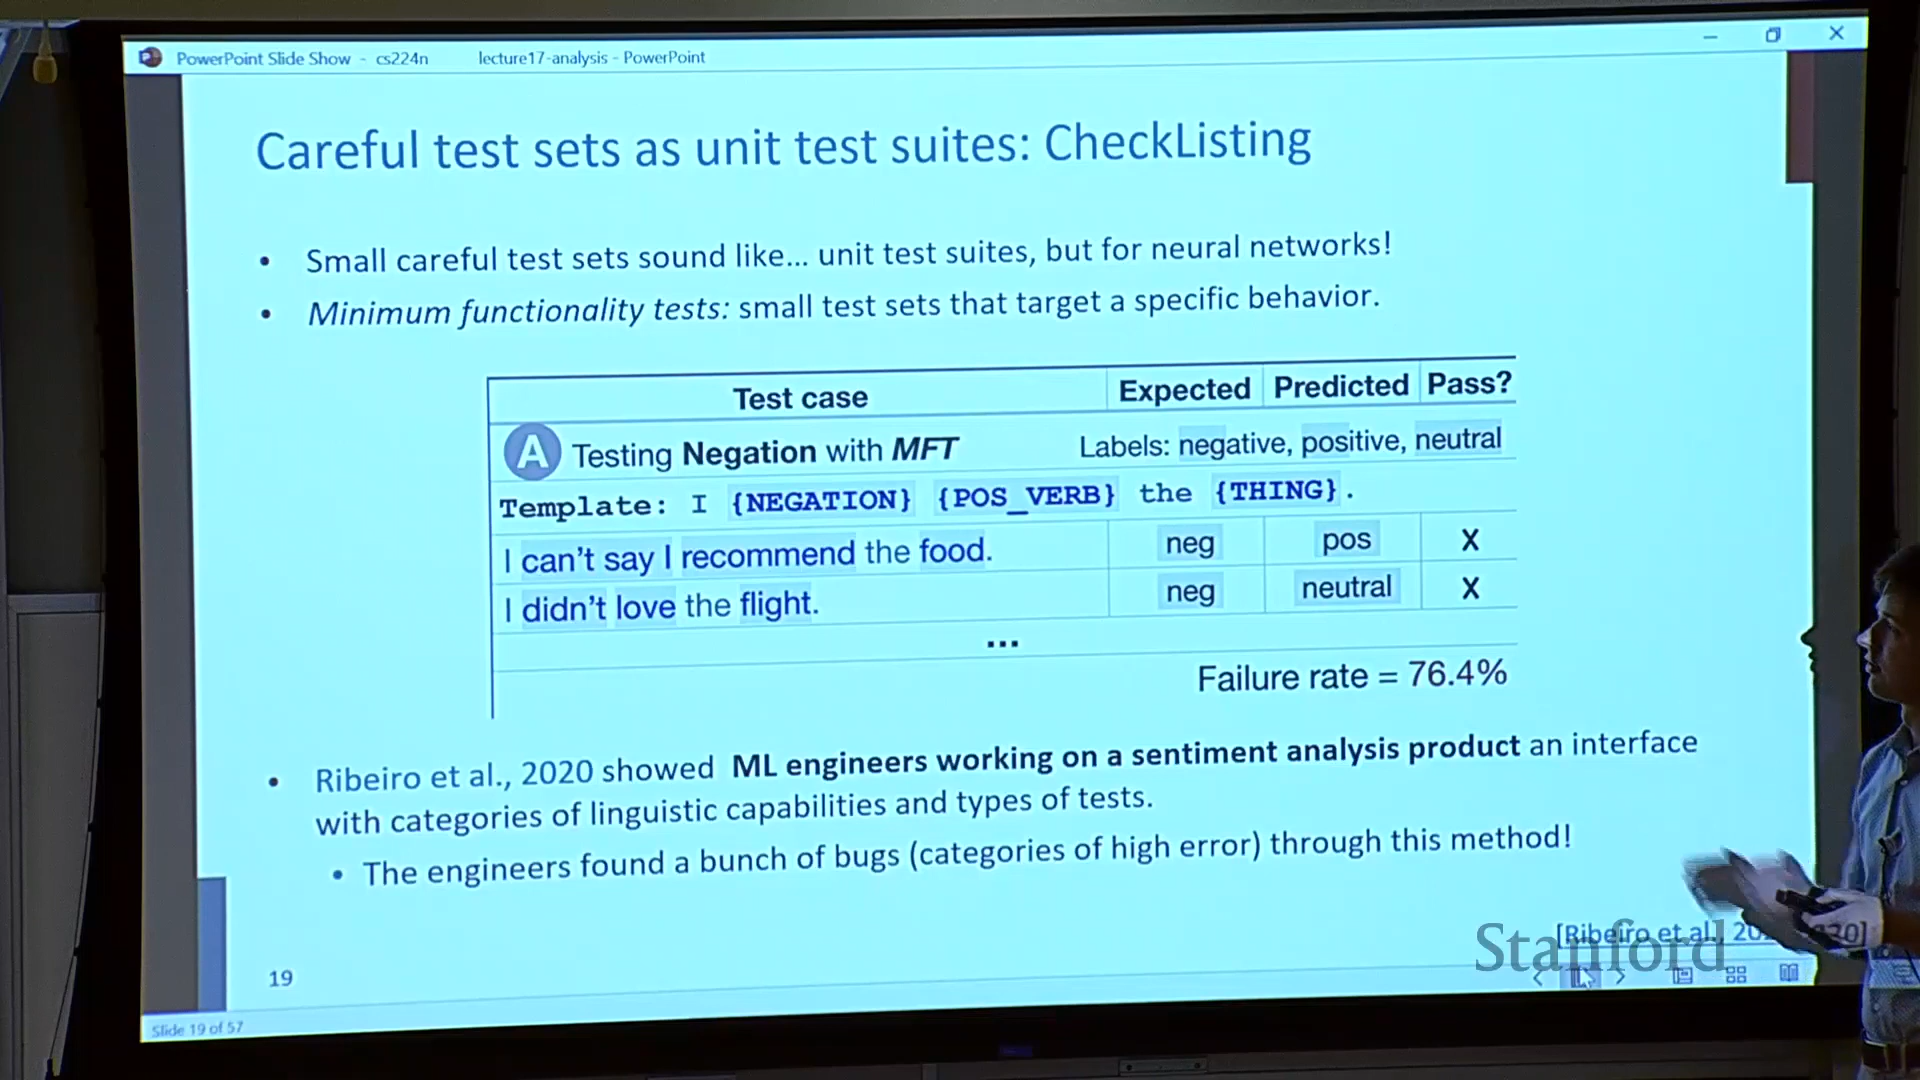 PowerPoint Slide Show - cs224n lecture17-analysis - PowerPoint
Careful test sets as unit test suites: CheckListing
• Small careful test sets sound like... unit test suites, but for neural networks!
• Minimum functionality tests: small test sets that target a specific behavior.
Test case Expected Predicted Pass?
A Testing Negation with MFT Labels: negative, positive, neutral
Template: I {NEGATION} {POS_VERB} the {THING}.
I can't say I recommend the food. neg pos X
I didn't love the flight. neg neutral X
...
Failure rate = 76.4%
• Ribeiro et al., 2020 showed ML engineers working on a sentiment analysis product an interface
with categories of linguistic capabilities and types of tests.
• The engineers found a bunch of bugs (categories of high error) through this method!
[Ribeiro et al.,
Stanford
19
Slide 19 of 57